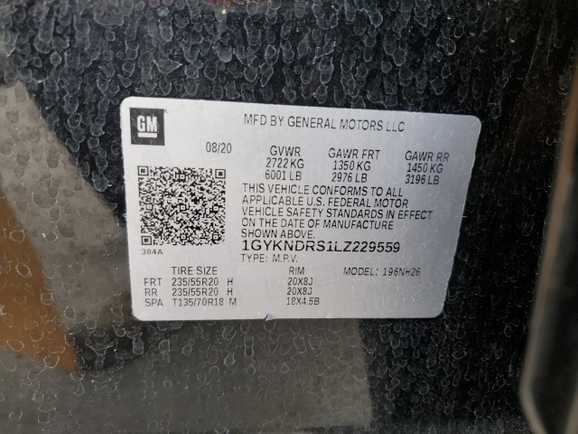 GM
MFD BY GENERAL MOTORS LLC
08/20 GVWR GAWR FRT GAWR RR
2722 KG 1350 KG 1450 KG
6001 LB 2976 LB 3196 LB
THIS VEHICLE CONFORMS TO ALL
APPLICABLE U.S. FEDERAL MOTOR
VEHICLE SAFETY STANDARDS IN EFFECT
ON THE DATE OF MANUFACTURE
SHOWN ABOVE.
384A 1GYKNDRS1LZ229559
TYPE: M.P.V. MODEL: 196NH26
TIRE SIZE RIM
FRT 235/55R20 H 20X8J
RR 235/55R20 H 20X8J
SPA T135/70R18 M 18X4.5B